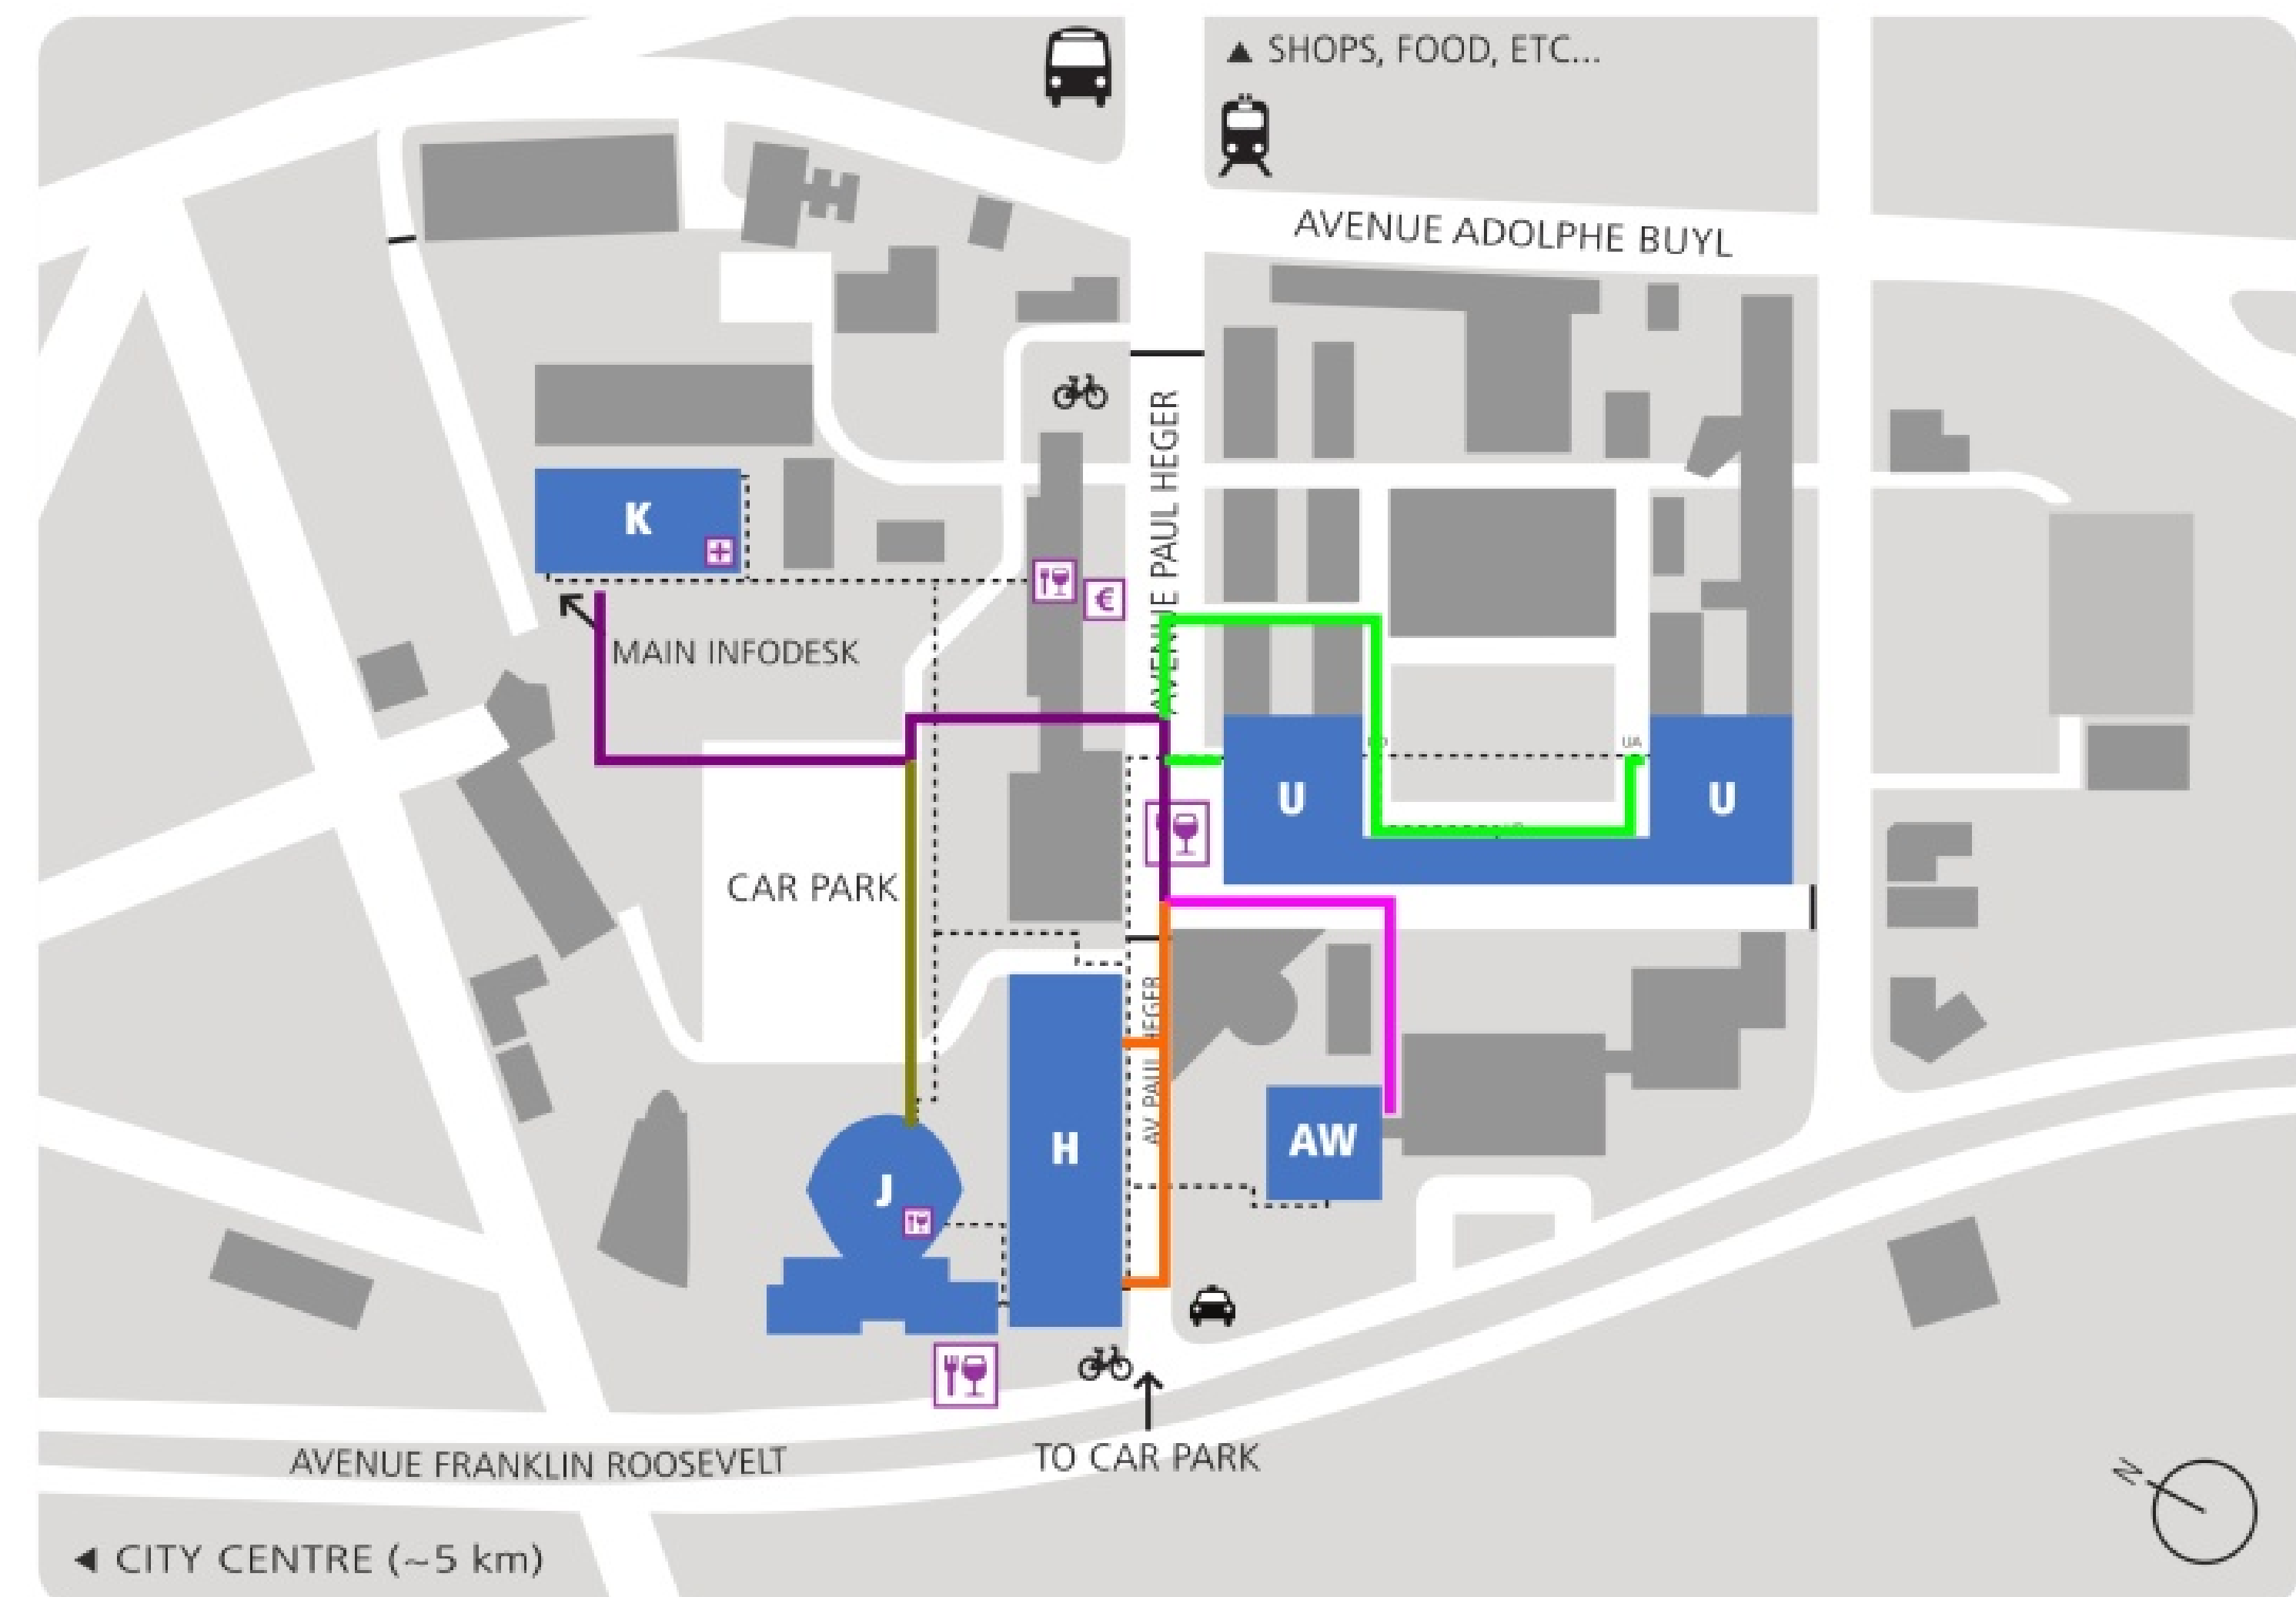 ▲ SHOPS, FOOD, ETC...
AVENUE ADOLPHE BUYL
AVENUE PAUL HEGER
K
€
MAIN INFODESK
UA
U
U
CAR PARK
AV PAUL HEGER
H
AW
J
AVENUE FRANKLIN ROOSEVELT
TO CAR PARK
N
◄ CITY CENTRE (~5 km)